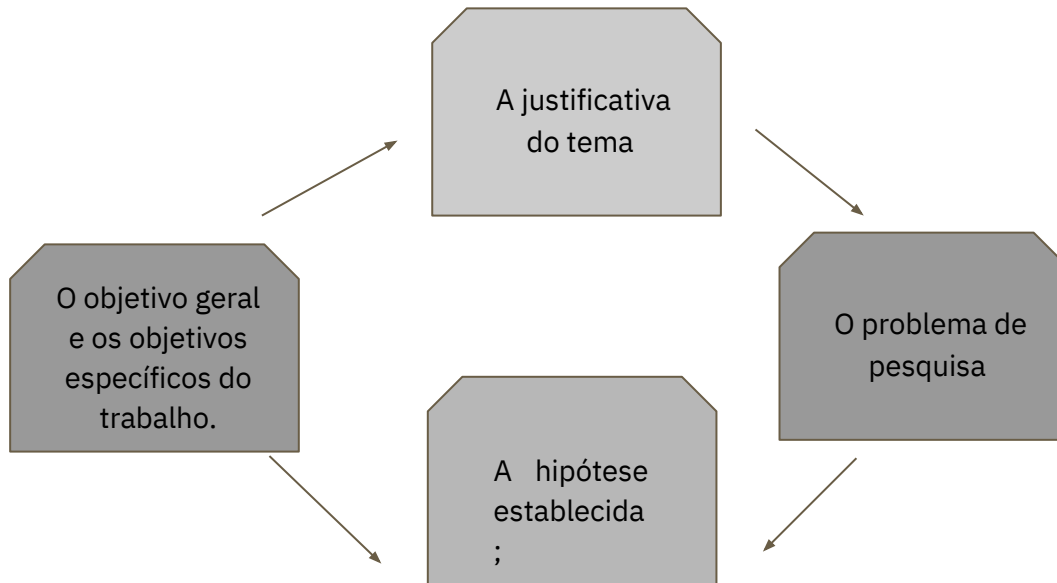 A justificativa
do tema
O objetivo geral
e os objetivos
específicos do
trabalho.
O problema de
pesquisa
A hipótese
establecida
;